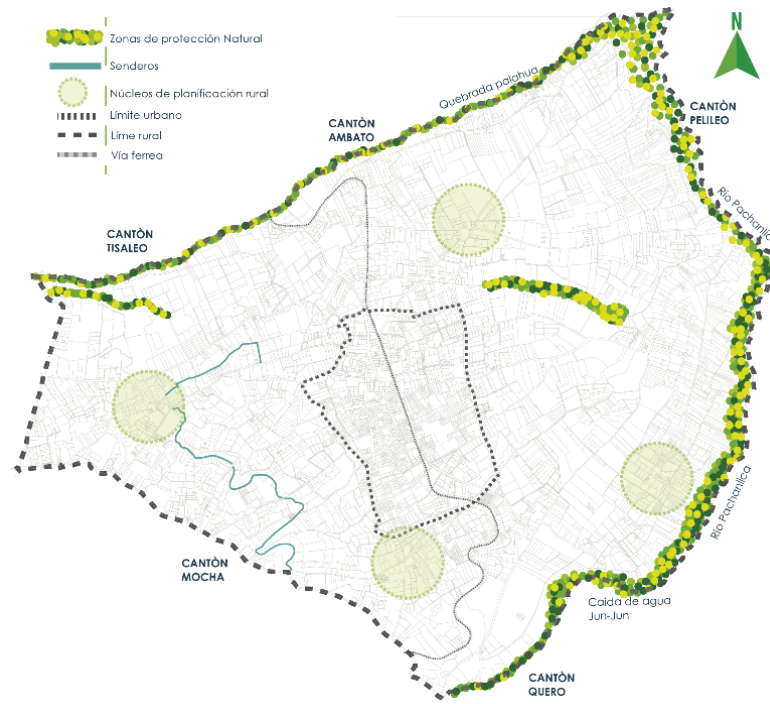 Zonas de protección Natural
Senderos
Núcleos de planificación rural
Límite urbano
Líme rural
Vía ferrea
N
Quebrada palahua
CANTÒN
PELILEO
CANTÒN
AMBATO
Río Pachanlica
CANTÒN
TISALEO
Río Pachanlica
CANTÒN
MOCHA
Caida de agua
Jun-Jun
CANTÒN
QUERO